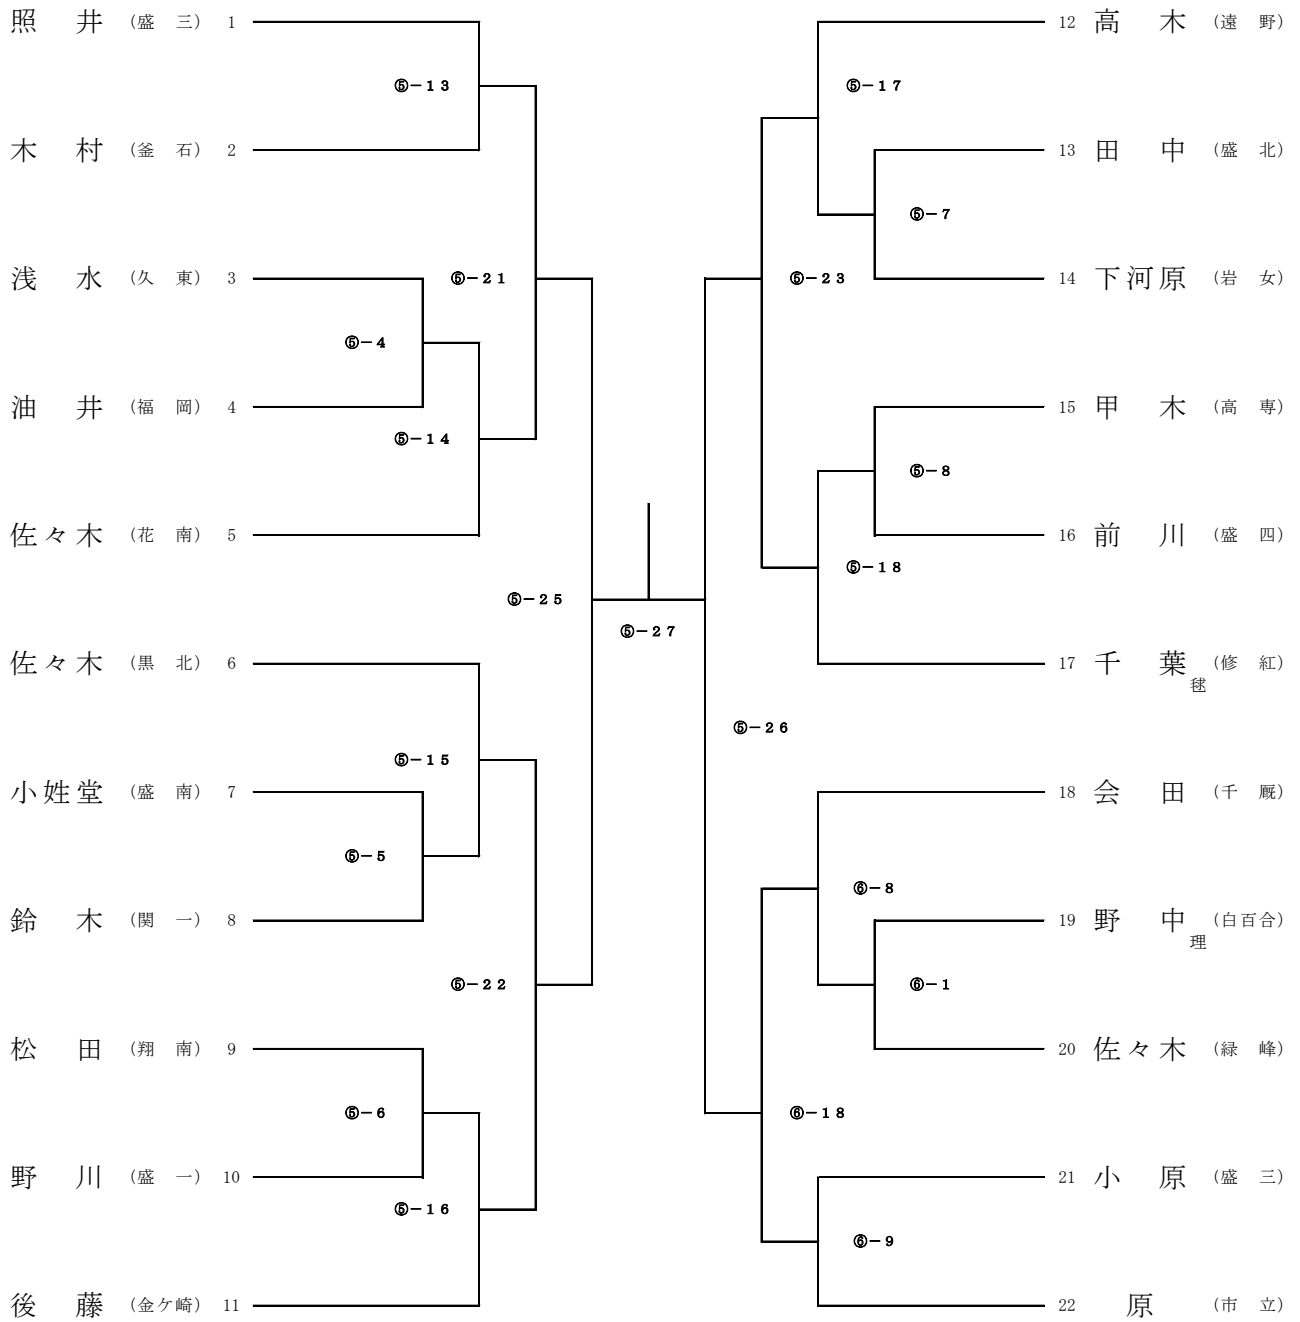 照 井 (盛 三) 1
⑤－１３
木 村 (釜 石) 2
浅 水 (久 東) 3
⑤－２１
⑤－４
油 井 (福 岡) 4
⑤－１４
佐々木 (花 南) 5
⑤－２５
⑤－２７
佐々木 (黒 北) 6
⑤－１５
小姓堂 (盛 南) 7
⑤－５
鈴 木 (関 一) 8
⑤－２２
松 田 (翔 南) 9
⑤－６
野 川 (盛 一) 10
⑤－１６
後 藤 (金ケ崎) 11
12 高 木 (遠 野)
⑤－１７
13 田 中 (盛 北)
⑤－７
⑤－２３
14 下河原 (岩 女)
15 甲 木 (高 専)
⑤－８
16 前 川 (盛 四)
⑤－１８
17 千 葉 (修 紅)
毬
⑤－２６
18 会 田 (千 厩)
⑥－８
19 野 中 (白百合)
理
⑥－１
20 佐々木 (緑 峰)
⑥－１８
21 小 原 (盛 三)
⑥－９
22 原 (市 立)